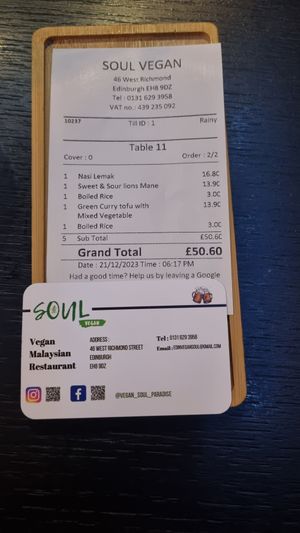 SOUL VEGAN
46 West Richmond
Edinburgh EH8 9DZ
Tel : 0131 629 3958
VAT no.: 439 235 092
10237 Till ID : 1 Rainy
Table 11
Cover : 0 Order : 2/2
1 Nasi Lemak 16.80
1 Sweet & Sour lions Mane 13.90
1 Boiled Rice 3.00
1 Green Curry tofu with 13.90
Mixed Vegetable
1 Boiled Rice 3.00
5 Sub Total £50.60
Grand Total £50.60
Date : 21/12/2023 Time : 06:17 PM
Had a good time? Help us by leaving a Google
SOUL
VEGAN
Vegan
Malaysian
Restaurant
ADDRESS :
46 WEST RICHMOND STREET
EDINBURGH
EH8 9DZ
Tel : 0131 629 3958
Email : EDINVEGANSOUL@GMAIL.COM
@VEGAN_SOUL_PARADISE